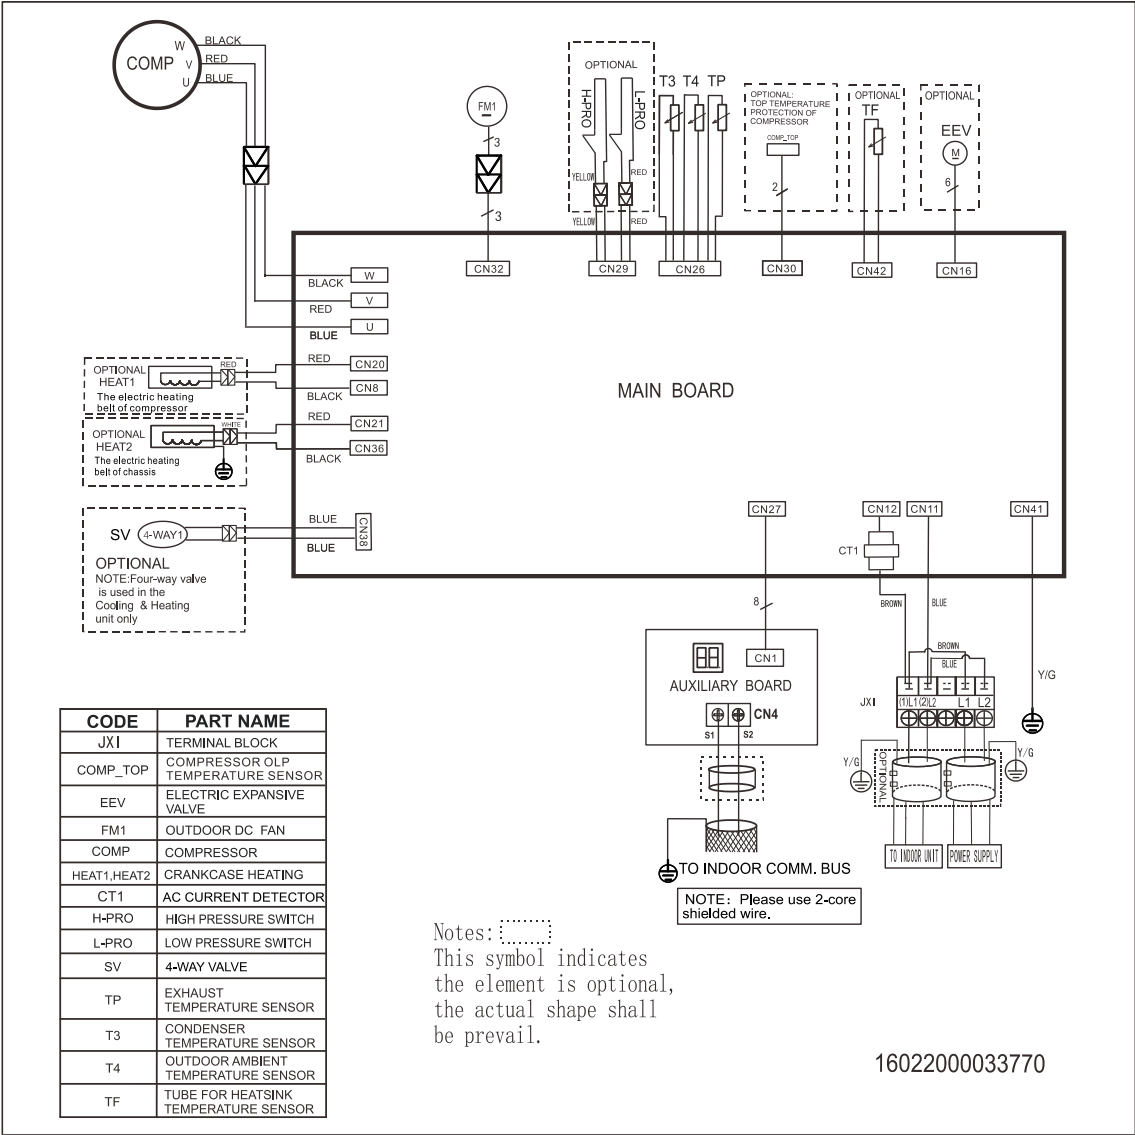 COMP
W
V
U
BLACK
RED
BLUE
FM1
3
3
OPTIONAL
H-PRO
L-PRO
YELLOW
RED
YELLOW
RED
T3 T4 TP
OPTIONAL:
TOP TEMPERATURE
PROTECTION OF
COMPRESSOR
COMP_TOP
2
OPTIONAL
TF
OPTIONAL
EEV
M
6
CN32
CN29
CN26
CN30
CN42
CN16
BLACK
W
RED
V
BLUE
U
OPTIONAL
HEAT1
The electric heating
belt of compressor
RED
RED
CN20
BLACK
CN8
OPTIONAL
HEAT2
The electric heating
belt of chassis
WHITE
RED
CN21
BLACK
CN36
MAIN BOARD
SV
4-WAY1
OPTIONAL
NOTE:Four-way valve
is used in the
Cooling & Heating
unit only
BLUE
BLUE
CN38
CN27
CN12
CN11
CN41
CT1
8
BROWN
BLUE
BROWN
BLUE
Y/G
CN1
AUXILIARY BOARD
CN4
S1
S2
JX1
(1)L1 (2)L2 L1 L2
Y/G
Y/G
OPTIONAL
TO INDOOR UNIT
POWER SUPPLY
TO INDOOR COMM. BUS
NOTE: Please use 2-core
shielded wire.
CODE PART NAME
JX1 TERMINAL BLOCK
COMP_TOP COMPRESSOR OLP
TEMPERATURE SENSOR
EEV ELECTRIC EXPANSIVE
VALVE
FM1 OUTDOOR DC FAN
COMP COMPRESSOR
HEAT1,HEAT2 CRANKCASE HEATING
CT1 AC CURRENT DETECTOR
H-PRO HIGH PRESSURE SWITCH
L-PRO LOW PRESSURE SWITCH
SV 4-WAY VALVE
TP EXHAUST
TEMPERATURE SENSOR
T3 CONDENSER
TEMPERATURE SENSOR
T4 OUTDOOR AMBIENT
TEMPERATURE SENSOR
TF TUBE FOR HEATSINK
TEMPERATURE SENSOR
Notes:
This symbol indicates
the element is optional,
the actual shape shall
be prevail.
16022000033770